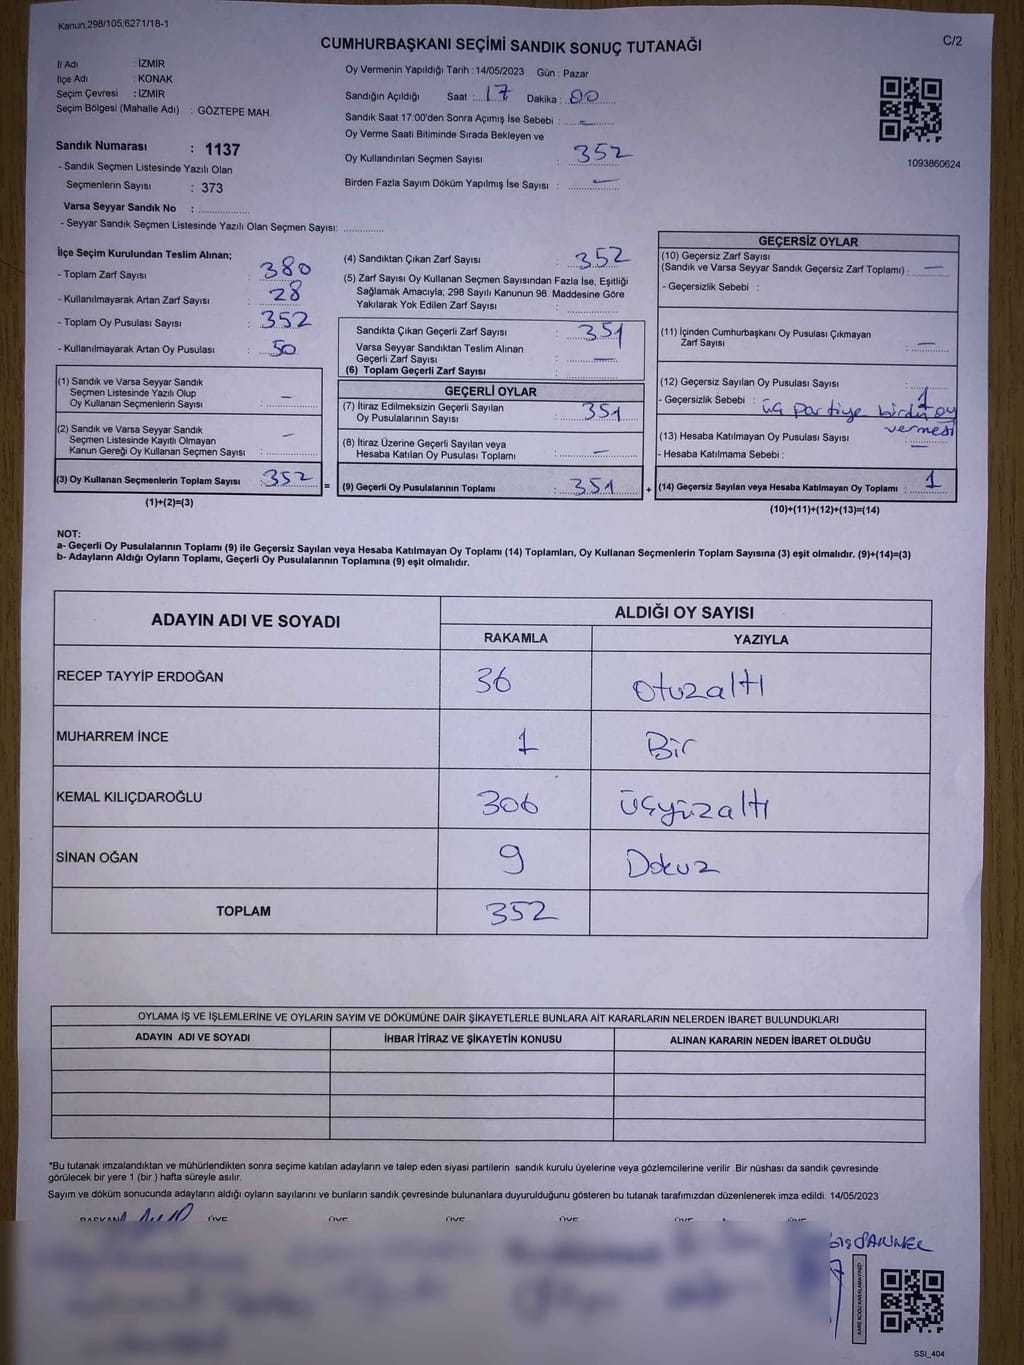 Kanun;298/105;6271/18-1
C/2
CUMHURBAŞKANI SEÇİMİ SANDIK SONUÇ TUTANAĞI
İl Adı : İZMİR
İlçe Adı : KONAK
Seçim Çevresi : İZMİR
Seçim Bölgesi (Mahalle Adı) : GÖZTEPE MAH.
Sandık Numarası : 1137
- Sandık Seçmen Listesinde Yazılı Olan
Seçmenlerin Sayısı : 373
Varsa Seyyar Sandık No :
- Seyyar Sandık Seçmen Listesinde Yazılı Olan Seçmen Sayısı:
Oy Vermenin Yapıldığı Tarih : 14/05/2023 Gün : Pazar
Sandığın Açıldığı Saat : 17 Dakika : 00
Sandık Saat 17:00'den Sonra Açımış İse Sebebi : -
Oy Verme Saati Bitiminde Sırada Bekleyen ve
Oy Kullandırılan Seçmen Sayısı : 352
Birden Fazla Sayım Döküm Yapılmış İse Sayısı : -
1093860624
İlçe Seçim Kurulundan Teslim Alınan;
- Toplam Zarf Sayısı : 380
- Kullanılmayarak Artan Zarf Sayısı : 28
- Toplam Oy Pusulası Sayısı : 352
- Kullanılmayarak Artan Oy Pusulası : 50
(1) Sandık ve Varsa Seyyar Sandık
Seçmen Listesinde Yazılı Olup
Oy Kullanan Seçmenlerin Sayısı : -
(2) Sandık ve Varsa Seyyar Sandık
Seçmen Listesinde Kayıtlı Olmayan
Kanun Gereği Oy Kullanan Seçmen Sayısı : -
(3) Oy Kullanan Seçmenlerin Toplam Sayısı : 352
(1)+(2)=(3)
=
(4) Sandıktan Çıkan Zarf Sayısı : 352
(5) Zarf Sayısı Oy Kullanan Seçmen Sayısından Fazla İse, Eşitliği
Sağlamak Amacıyla; 298 Sayılı Kanunun 98. Maddesine Göre
Yakılarak Yok Edilen Zarf Sayısı :
Sandıkta Çıkan Geçerli Zarf Sayısı : 351
Varsa Seyyar Sandıktan Teslim Alınan
Geçerli Zarf Sayısı : -
(6) Toplam Geçerli Zarf Sayısı :
GEÇERLİ OYLAR
(7) İtiraz Edilmeksizin Geçerli Sayılan
Oy Pusulalarının Sayısı : 351
(8) İtiraz Üzerine Geçerli Sayılan veya
Hesaba Katılan Oy Pusulası Toplamı : -
(9) Geçerli Oy Pusulalarının Toplamı : 351
+
GEÇERSİZ OYLAR
(10) Geçersiz Zarf Sayısı
(Sandık ve Varsa Seyyar Sandık Geçersiz Zarf Toplamı) : -
- Geçersizlik Sebebi :
(11) İçinden Cumhurbaşkanı Oy Pusulası Çıkmayan
Zarf Sayısı : -
(12) Geçersiz Sayılan Oy Pusulası Sayısı : 1
- Geçersizlik Sebebi : üç partiye birden oy
vermesi
(13) Hesaba Katılmayan Oy Pusulası Sayısı : -
- Hesaba Katılmama Sebebi :
(14) Geçersiz Sayılan veya Hesaba Katılmayan Oy Toplamı : 1
(10)+(11)+(12)+(13)=(14)
NOT:
a- Geçerli Oy Pusulalarının Toplamı (9) ile Geçersiz Sayılan veya Hesaba Katılmayan Oy Toplamı (14) Toplamları, Oy Kullanan Seçmenlerin Toplam Sayısına (3) eşit olmalıdır. (9)+(14)=(3)
b- Adayların Aldığı Oyların Toplamı, Geçerli Oy Pusulalarının Toplamına (9) eşit olmalıdır.
ADAYIN ADI VE SOYADI
ALDIĞI OY SAYISI
RAKAMLA YAZIYLA
RECEP TAYYİP ERDOĞAN 36 otuzaltı
MUHARREM İNCE 1 Bir
KEMAL KILIÇDAROĞLU 306 üçyüzaltı
SİNAN OĞAN 9 Dokuz
TOPLAM 352
OYLAMA İŞ VE İŞLEMLERİNE VE OYLARIN SAYIM VE DÖKÜMÜNE DAİR ŞİKAYETLERLE BUNLARA AİT KARARLARIN NELERDEN İBARET BULUNDUKLARI
ADAYIN ADI VE SOYADI İHBAR İTİRAZ VE ŞİKAYETİN KONUSU ALINAN KARARIN NEDEN İBARET OLDUĞU
*Bu tutanak imzalandıktan ve mühürlendikten sonra seçime katılan adayların ve talep eden siyasi partilerin sandık kurulu üyelerine veya gözlemcilerine verilir .Bir nüshası da sandık çevresinde
görülecek bir yere 1 (bir ) hafta süreyle asılır.
Sayım ve döküm sonucunda adayların aldığı oyların sayılarını ve bunların sandık çevresinde bulunanlara duyurulduğunu gösteren bu tutanak tarafımızdan düzenlenerek imza edildi. 14/05/2023
BAŞKAN ÜYE ÜYE ÜYE ÜYE ÜYE ÜYE
KARE KODU KARALAMAYINIZ!
SSI_404